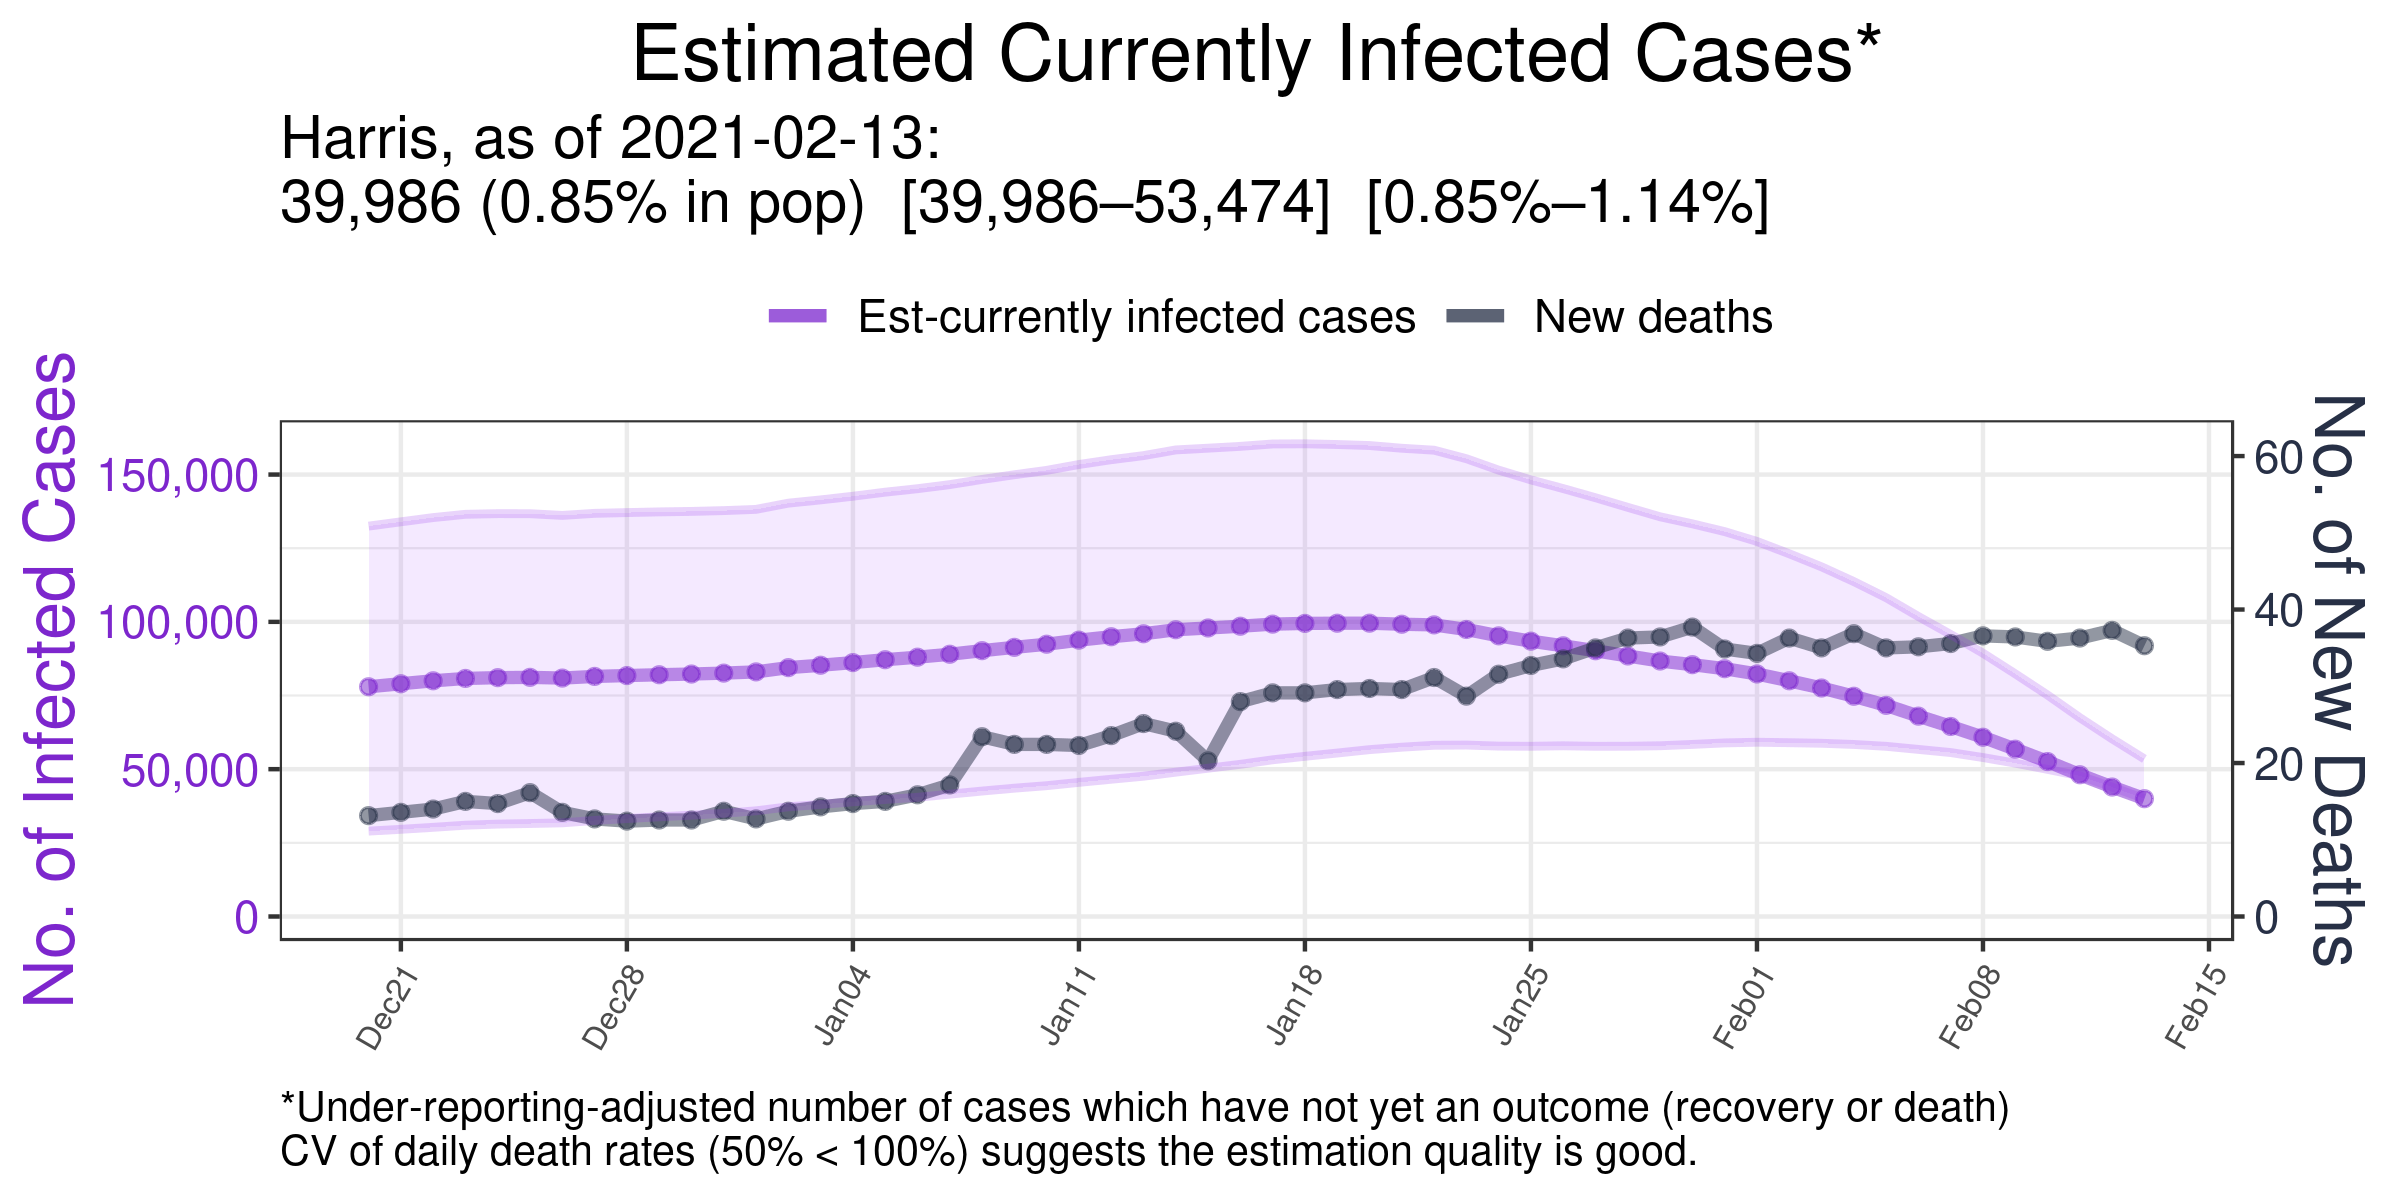 Estimated Currently Infected Cases*
Harris, as of 2021-02-13:
39,986 (0.85% in pop) [39,986–53,474] [0.85%–1.14%]
Est-currently infected cases New deaths
No. of Infected Cases
150,000
100,000
50,000
0
60
40
20
0
No. of New Deaths
Dec21 Dec28 Jan04 Jan11 Jan18 Jan25 Feb01 Feb08 Feb15
*Under-reporting-adjusted number of cases which have not yet an outcome (recovery or death)
CV of daily death rates (50% < 100%) suggests the estimation quality is good.